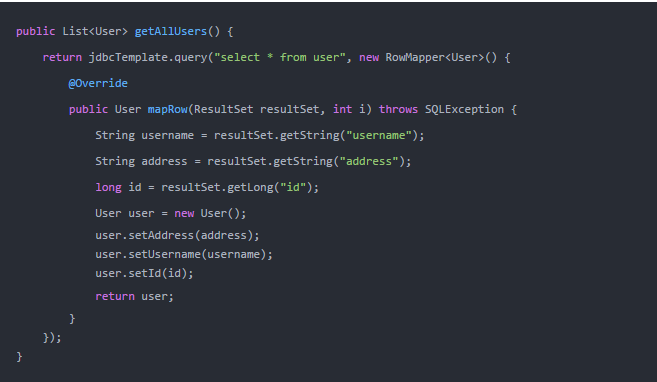 public List<User> getAllUsers() {
    return jdbcTemplate.query("select * from user", new RowMapper<User>() {
        @Override
        public User mapRow(ResultSet resultSet, int i) throws SQLException {
            String username = resultSet.getString("username");
            String address = resultSet.getString("address");
            long id = resultSet.getLong("id");
            User user = new User();
            user.setAddress(address);
            user.setUsername(username);
            user.setId(id);
            return user;
        }
    });
}